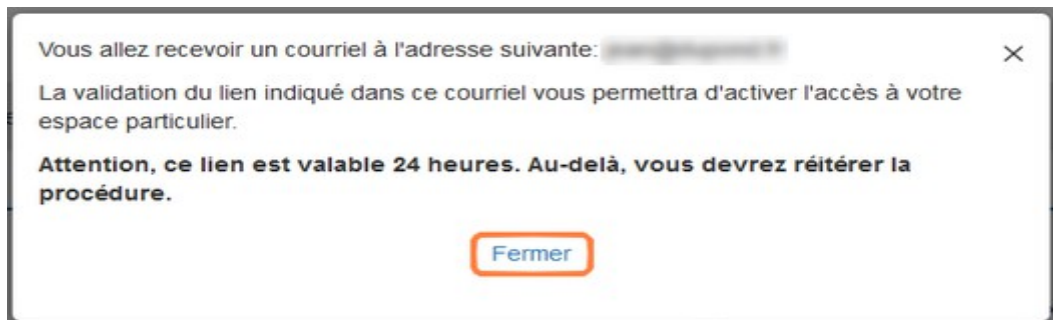 Vous allez recevoir un courriel à l'adresse suivante:
La validation du lien indiqué dans ce courriel vous permettra d'activer l'accès à votre
espace particulier.
Attention, ce lien est valable 24 heures. Au-delà, vous devrez réitérer la
procédure.
Fermer